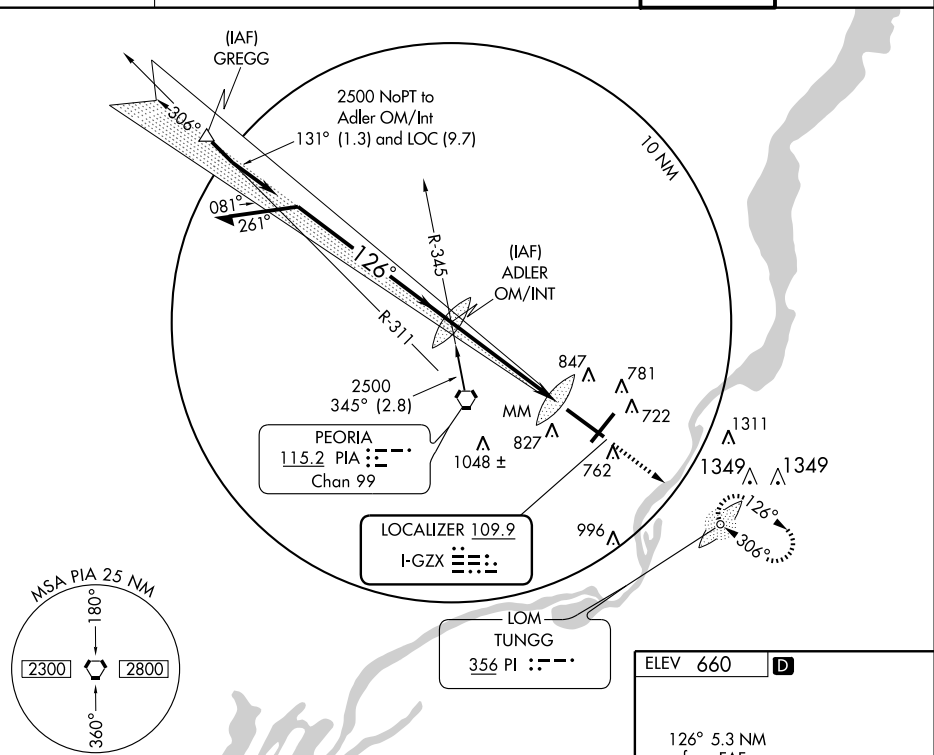 (IAF)
GREGG
306°
2500 NoPT to
Adler OM/Int
131° (1.3) and LOC (9.7)
10 NM
081°
261°
126°
R-345
(IAF)
ADLER
OM/INT
R-311
2500
345° (2.8)
MM
847
781
722
827
1048 ±
762
1311
1349
1349
996
126°
306°
PEORIA
115.2 PIA
Chan 99
LOCALIZER 109.9
I-GZX
LOM
TUNGG
356 PI
MSA PIA 25 NM
180°
2300
2800
360°
ELEV 660 D
126° 5.3 NM
from FAF